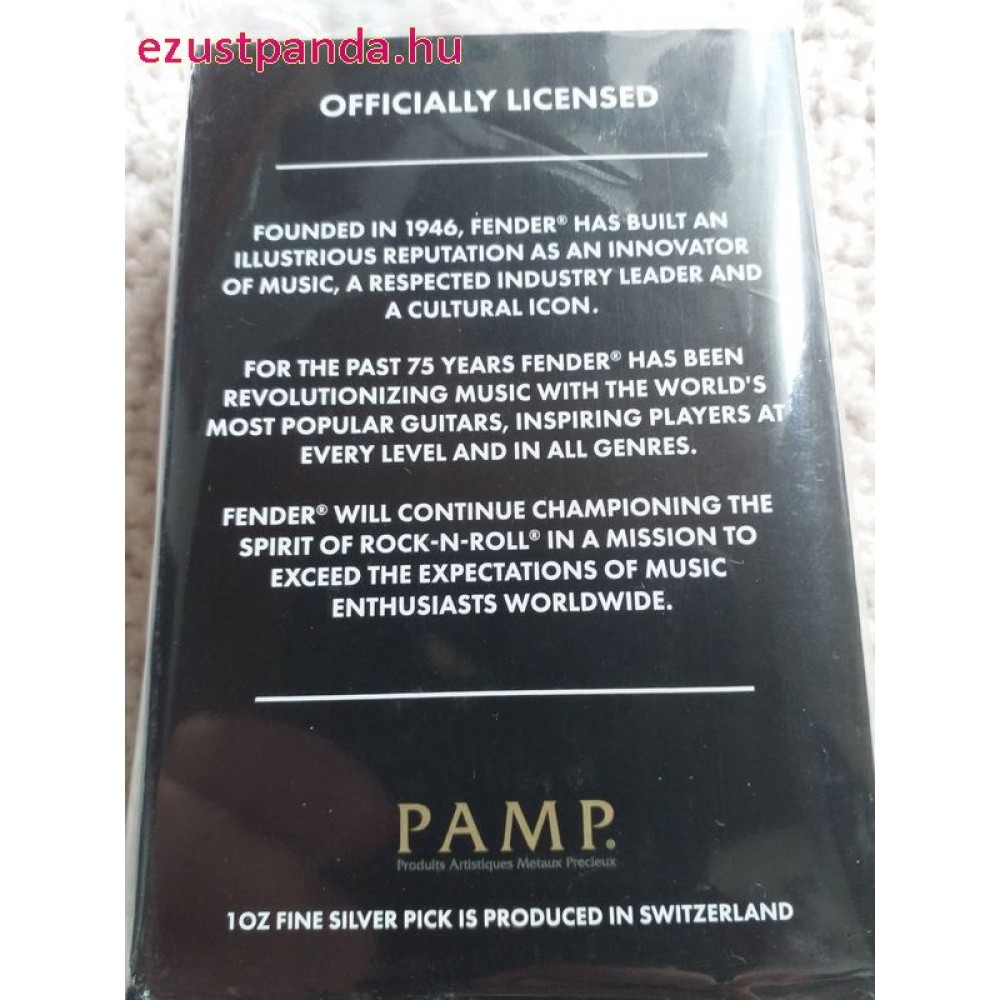 ezustpanda.hu
OFFICIALLY LICENSED
FOUNDED IN 1946, FENDER® HAS BUILT AN
ILLUSTRIOUS REPUTATION AS AN INNOVATOR
OF MUSIC, A RESPECTED INDUSTRY LEADER AND
A CULTURAL ICON.
FOR THE PAST 75 YEARS FENDER® HAS BEEN
REVOLUTIONIZING MUSIC WITH THE WORLD'S
MOST POPULAR GUITARS, INSPIRING PLAYERS AT
EVERY LEVEL AND IN ALL GENRES.
FENDER® WILL CONTINUE CHAMPIONING THE
SPIRIT OF ROCK-N-ROLL® IN A MISSION TO
EXCEED THE EXPECTATIONS OF MUSIC
ENTHUSIASTS WORLDWIDE.
PAMP.
Produits Artistiques Metaux Precieux
1 OZ FINE SILVER PICK IS PRODUCED IN SWITZERLAND